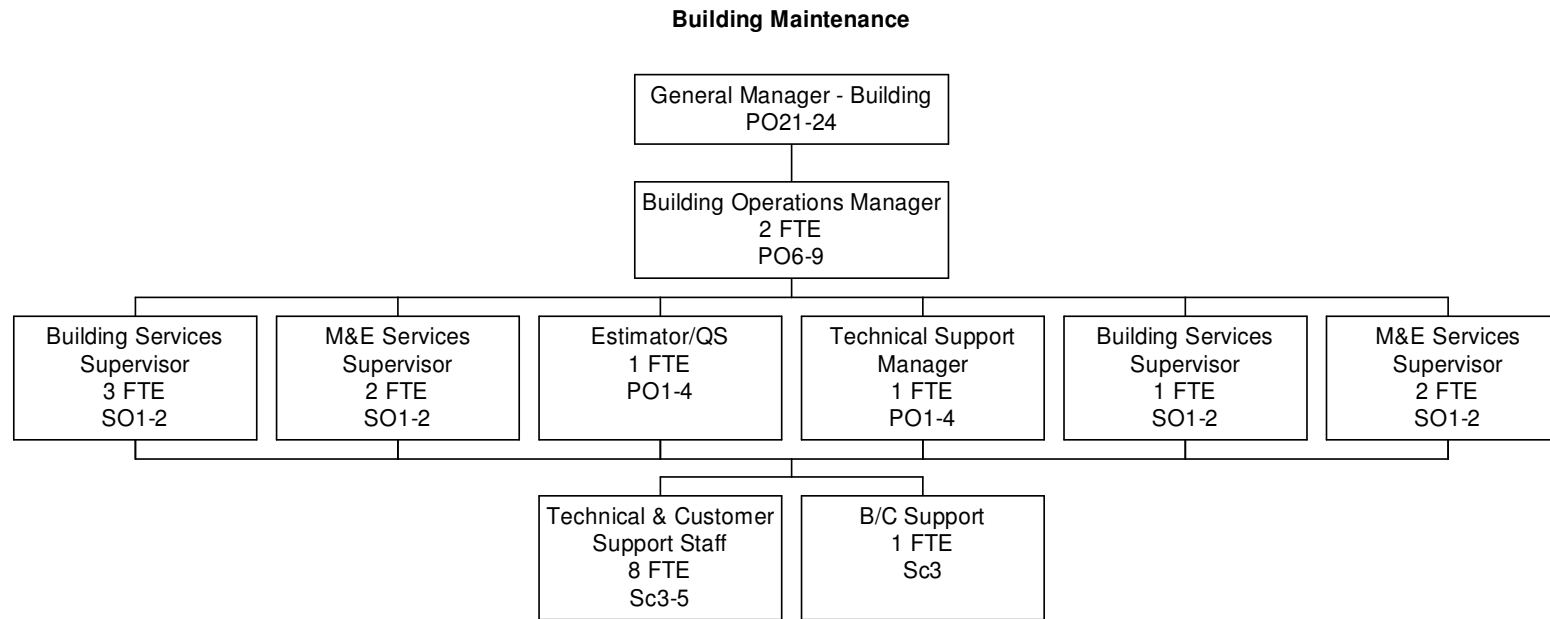 Building Maintenance
General Manager - Building
PO21-24
Building Operations Manager
2 FTE
PO6-9
Building Services
Supervisor
3 FTE
SO1-2
M&E Services
Supervisor
2 FTE
SO1-2
Estimator/QS
1 FTE
PO1-4
Technical Support
Manager
1 FTE
PO1-4
Building Services
Supervisor
1 FTE
SO1-2
M&E Services
Supervisor
2 FTE
SO1-2
Technical & Customer
Support Staff
8 FTE
Sc3-5
B/C Support
1 FTE
Sc3